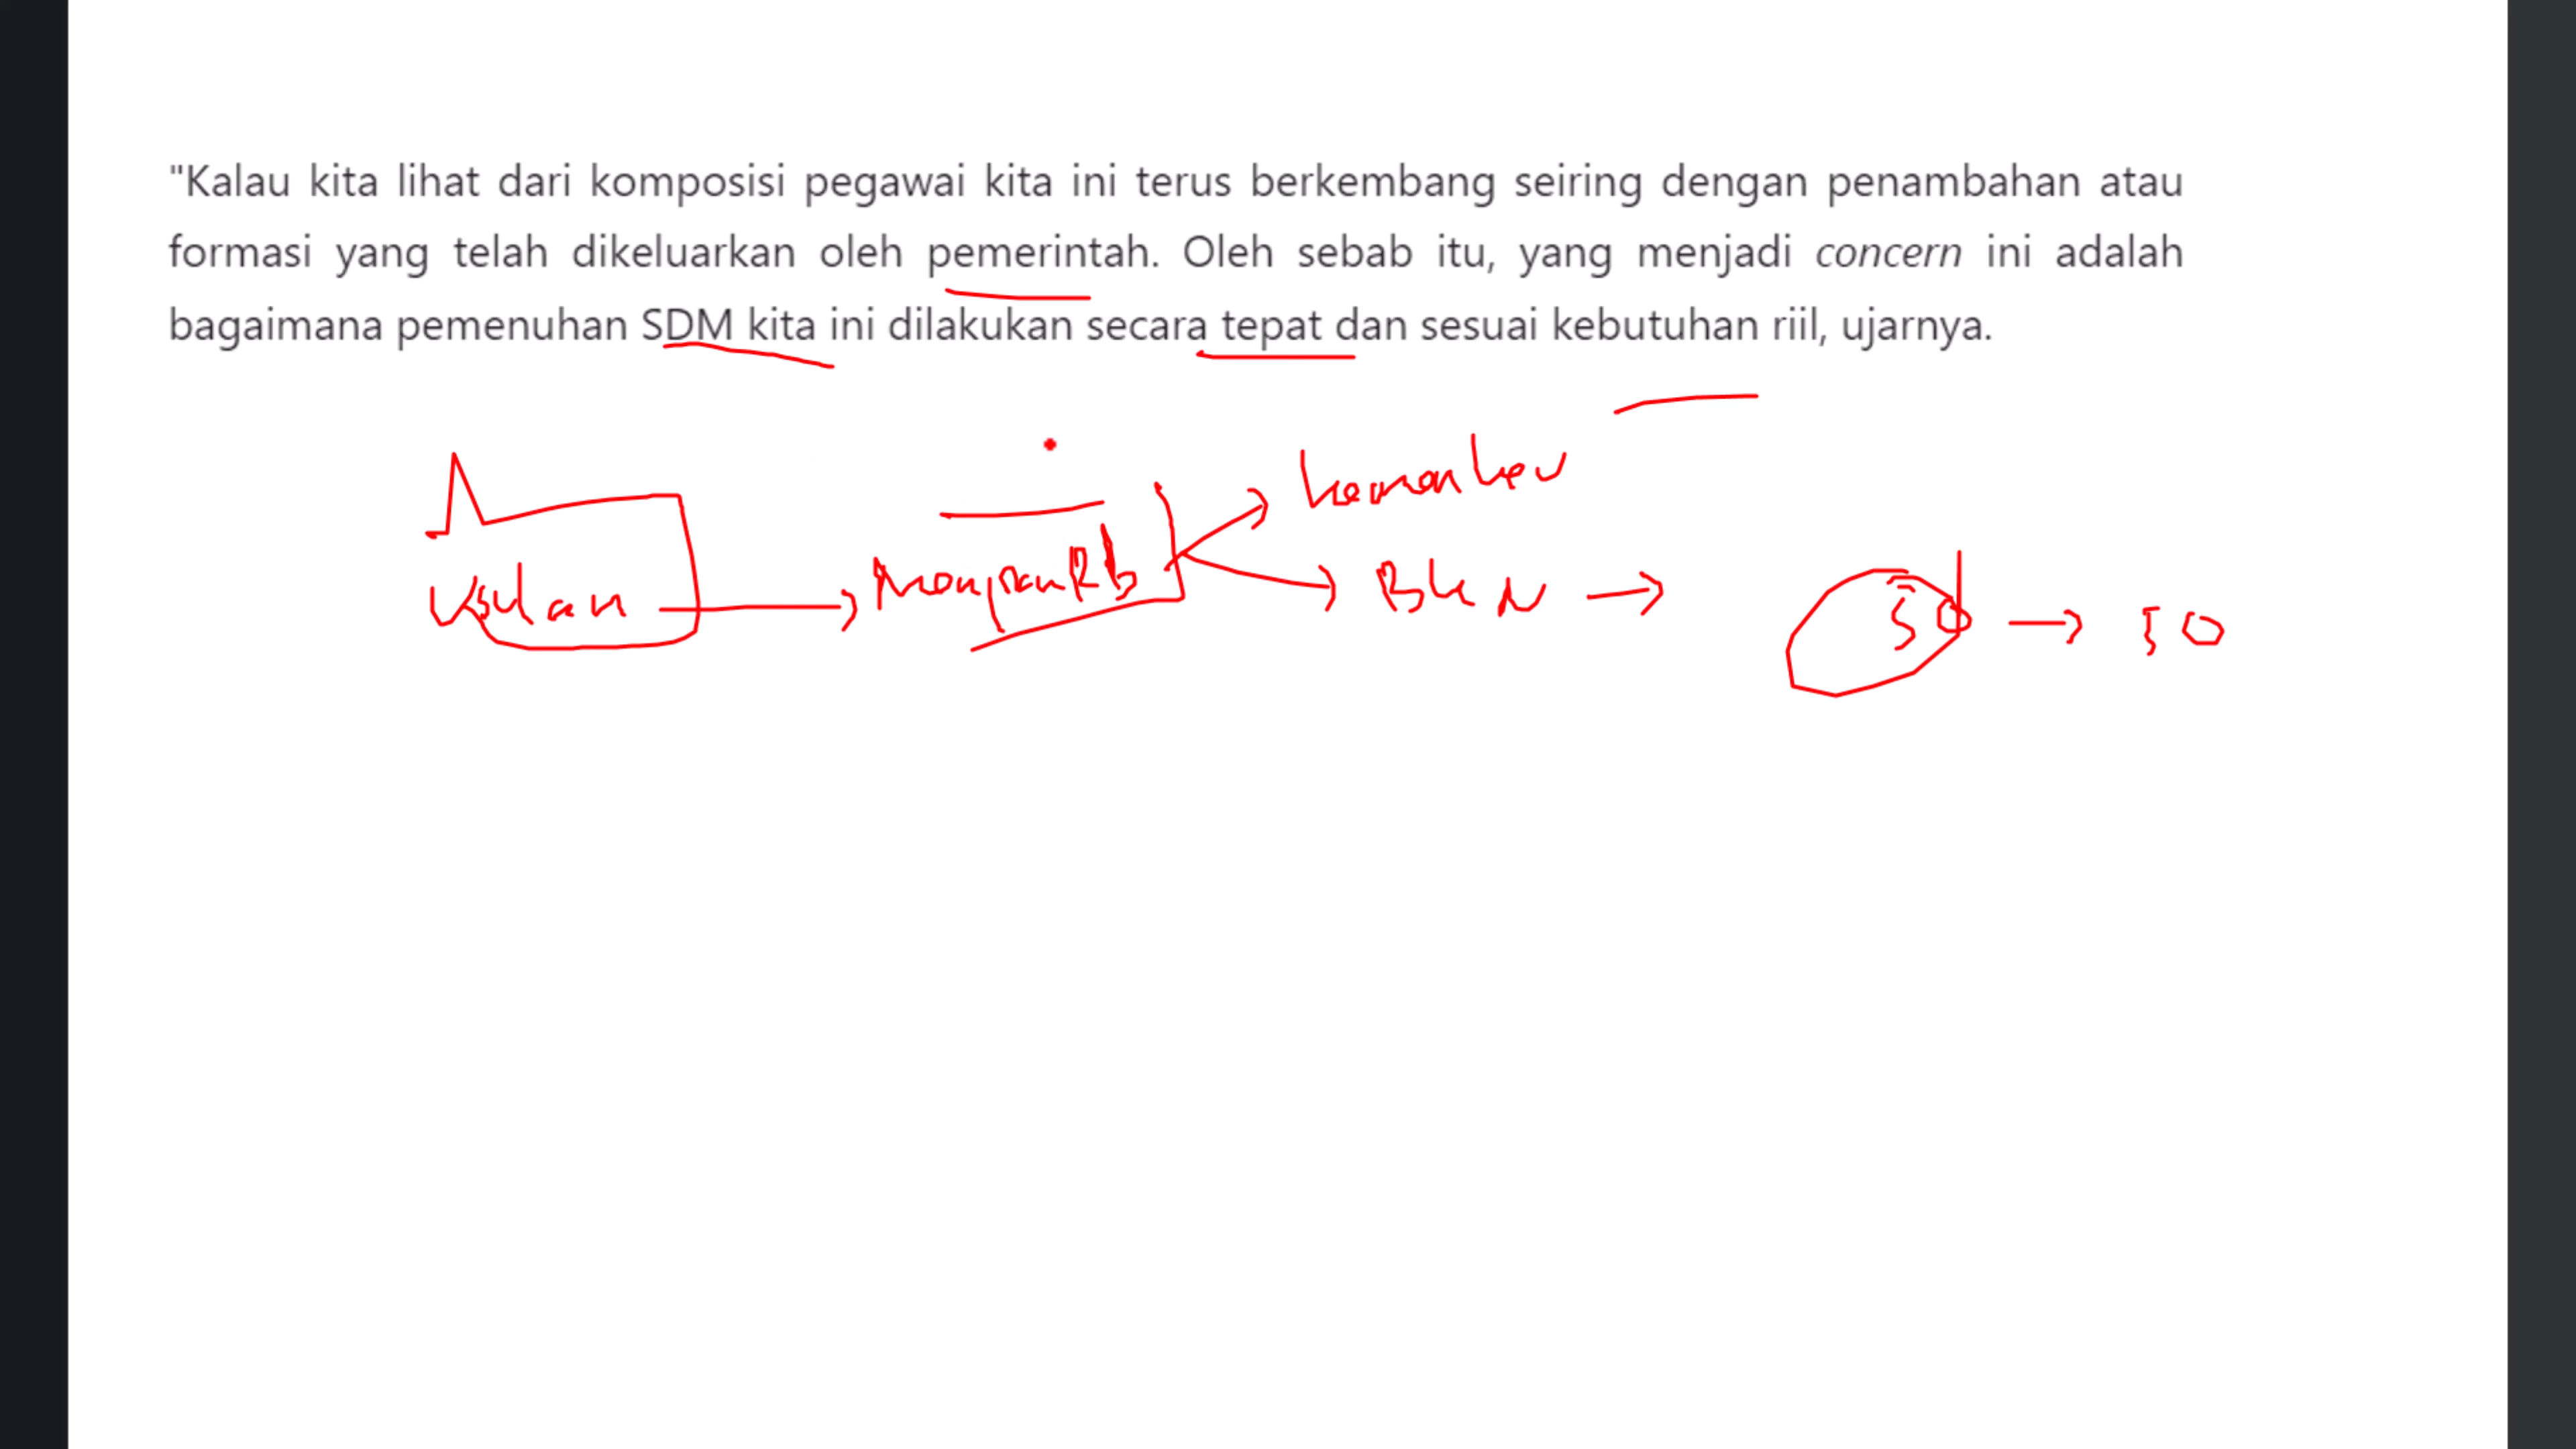 "Kalau kita lihat dari komposisi pegawai kita ini terus berkembang seiring dengan penambahan atau
formasi yang telah dikeluarkan oleh pemerintah. Oleh sebab itu, yang menjadi concern ini adalah
bagaimana pemenuhan SDM kita ini dilakukan secara tepat dan sesuai kebutuhan riil, ujarnya.
Kemenkeu
Usulan → MenpanRb BKN → 50 → 50